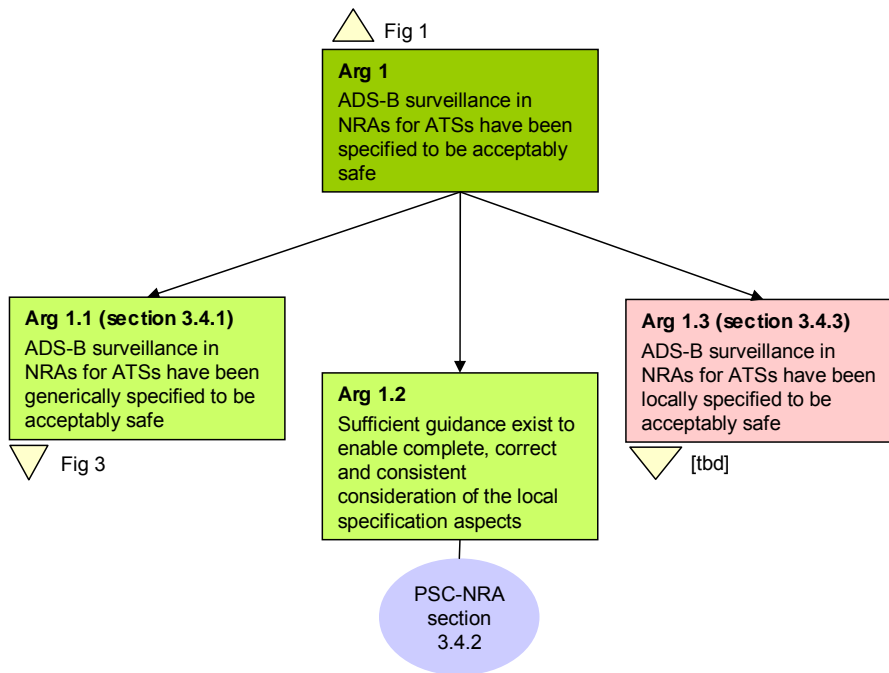 Fig 1
Arg 1
ADS-B surveillance in
NRAs for ATSs have been
specified to be acceptably
safe
Arg 1.1 (section 3.4.1)
ADS-B surveillance in
NRAs for ATSs have been
generically specified to be
acceptably safe
Fig 3
Arg 1.2
Sufficient guidance exist to
enable complete, correct
and consistent
consideration of the local
specification aspects
PSC-NRA
section
3.4.2
Arg 1.3 (section 3.4.3)
ADS-B surveillance in
NRAs for ATSs have been
locally specified to be
acceptably safe
[tbd]